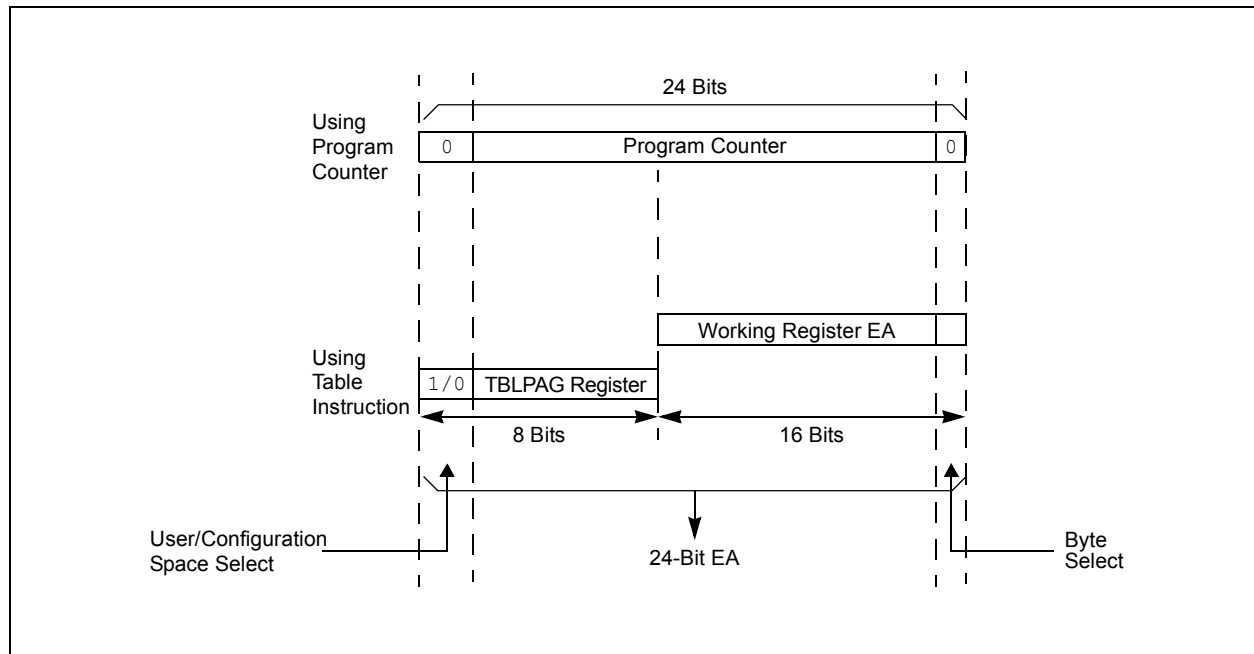 24 Bits
Using
Program
Counter
0
Program Counter
0
Working Register EA
Using
Table
Instruction
1/0
TBLPAG Register
8 Bits
16 Bits
User/Configuration
Space Select
24-Bit EA
Byte
Select